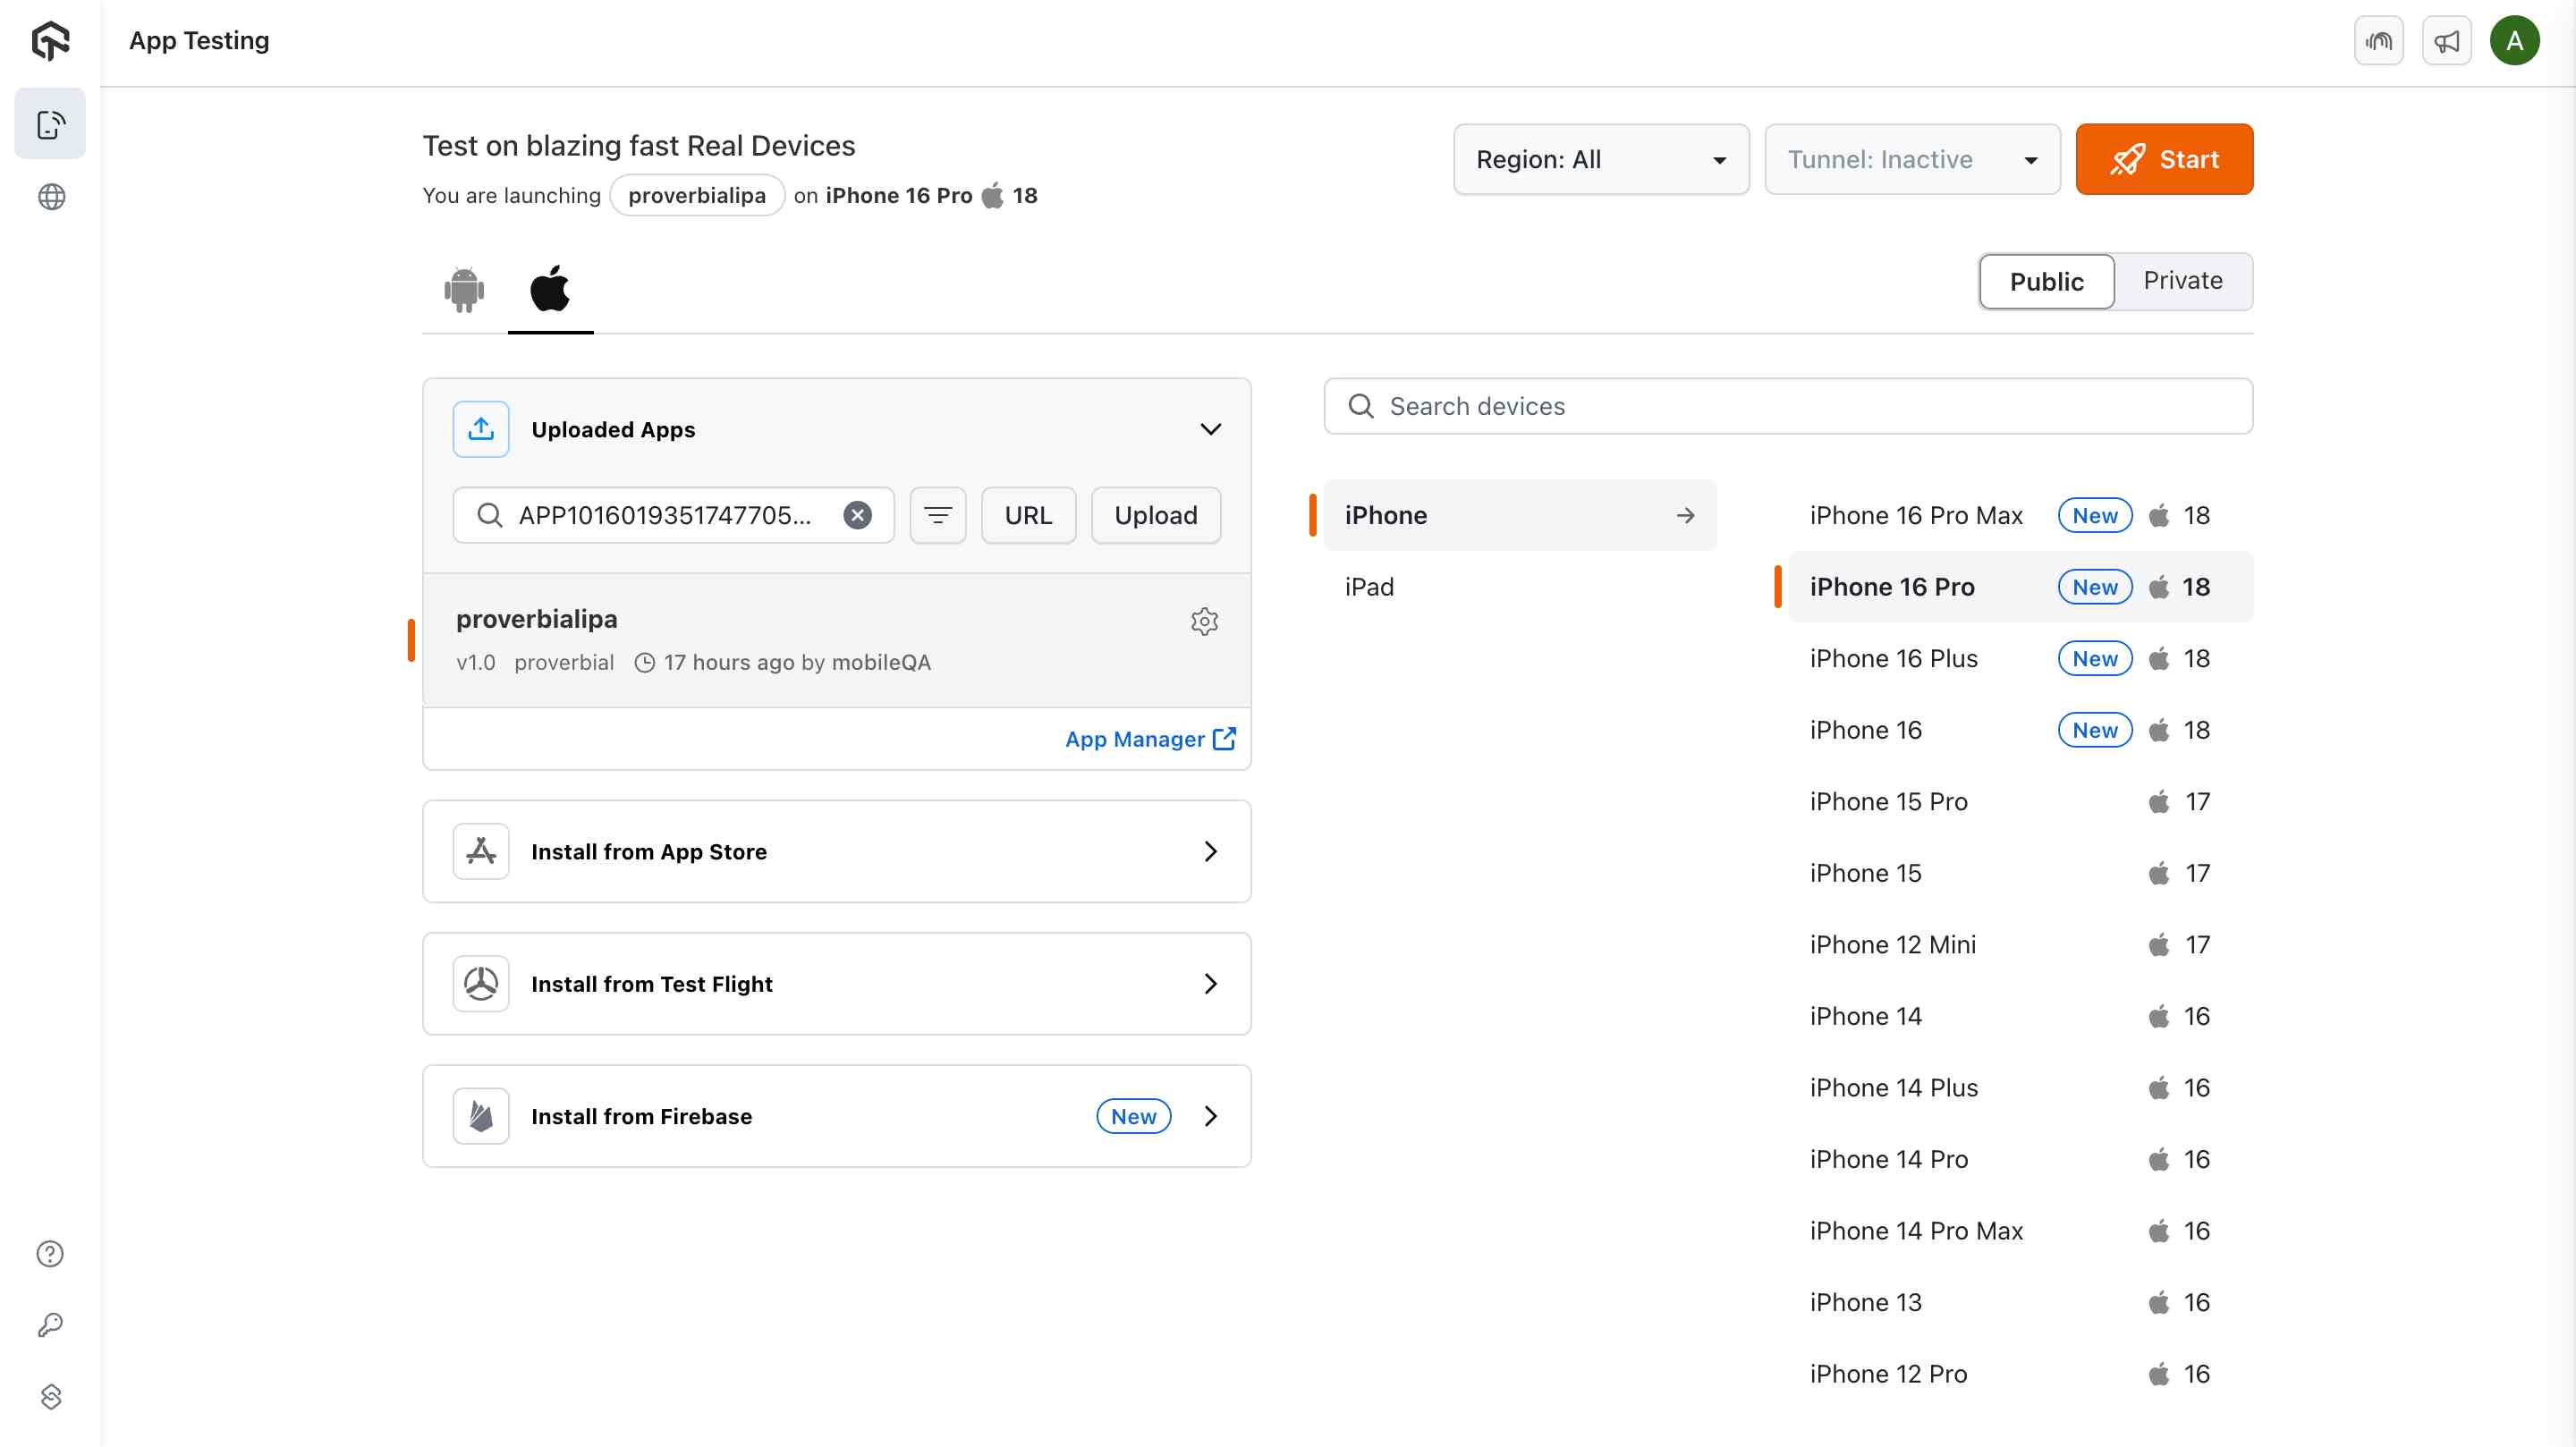 App Testing
A
Test on blazing fast Real Devices
You are launching proverbialipa on iPhone 16 Pro 18
Region: All
Tunnel: Inactive
Start
Public
Private
Uploaded Apps
APP1016019351747705...
URL
Upload
proverbialipa
v1.0 proverbial 17 hours ago by mobileQA
App Manager
Install from App Store
Install from Test Flight
Install from Firebase New
Search devices
iPhone
iPad
iPhone 16 Pro Max New 18
iPhone 16 Pro New 18
iPhone 16 Plus New 18
iPhone 16 New 18
iPhone 15 Pro 17
iPhone 15 17
iPhone 12 Mini 17
iPhone 14 16
iPhone 14 Plus 16
iPhone 14 Pro 16
iPhone 14 Pro Max 16
iPhone 13 16
iPhone 12 Pro 16